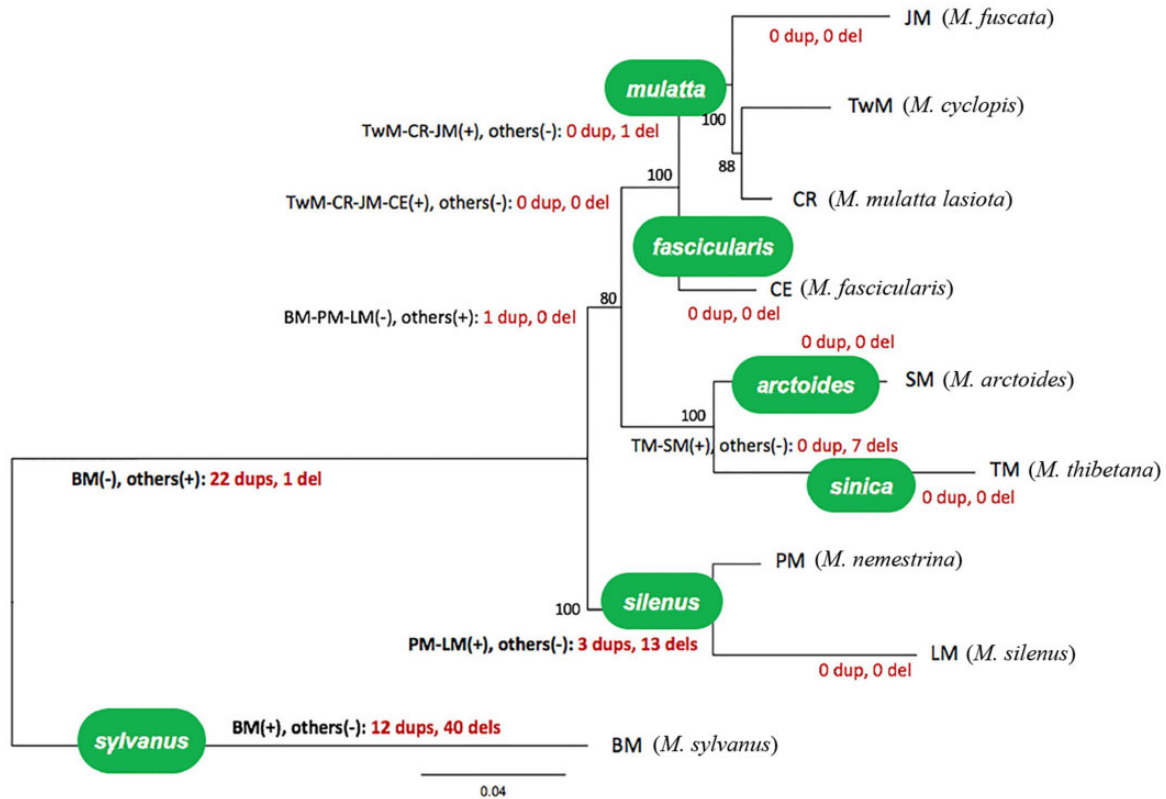 JM (M. fuscata)
0 dup, 0 del
mulatta
TwM (M. cyclopis)
100
TwM-CR-JM(+), others(-): 0 dup, 1 del
88
100
TwM-CR-JM-CE(+), others(-): 0 dup, 0 del
CR (M. mulatta lasiota)
fascicularis
CE (M. fascicularis)
80
0 dup, 0 del
BM-PM-LM(-), others(+): 1 dup, 0 del
0 dup, 0 del
arctoides
SM (M. arctoides)
100
TM-SM(+), others(-): 0 dup, 7 dels
TM (M. thibetana)
BM(-), others(+): 22 dups, 1 del
sinica
0 dup, 0 del
PM (M. nemestrina)
100
silenus
PM-LM(+), others(-): 3 dups, 13 dels
LM (M. silenus)
0 dup, 0 del
BM(+), others(-): 12 dups, 40 dels
sylvanus
BM (M. sylvanus)
0.04